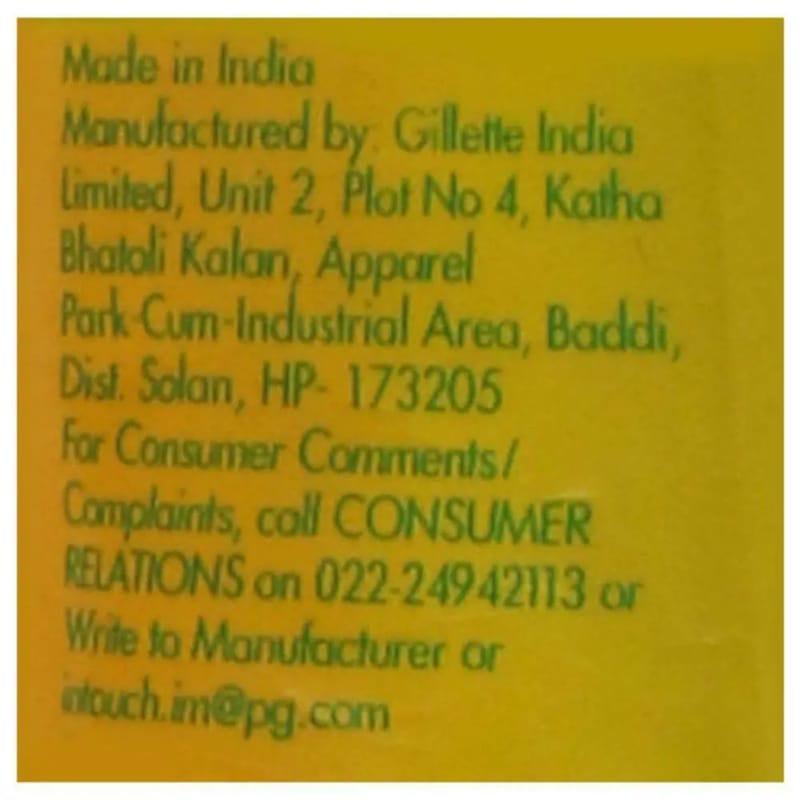 Made in India
Manufactured by: Gillette India
Limited, Unit 2, Plot No 4, Katha
Bhatoli Kalan, Apparel
Park-Cum-Industrial Area, Baddi,
Dist. Solan, HP- 173205
For Consumer Comments/
Complaints, call CONSUMER
RELATIONS on 022-24942113 or
Write to Manufacturer or
intouch.im@pg.com